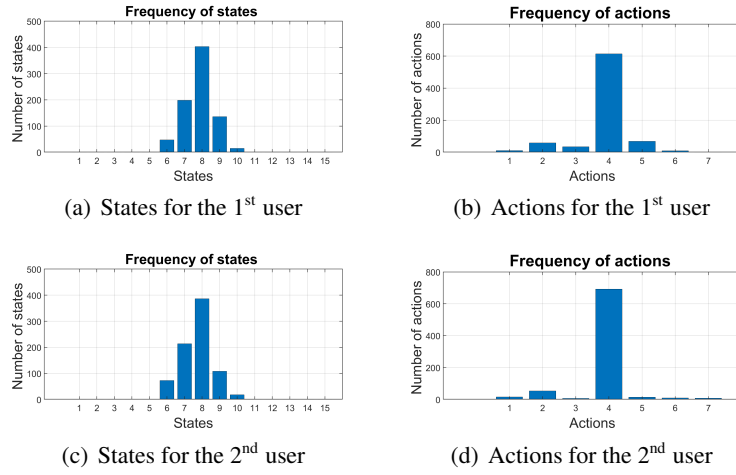 Frequency of states
Number of states
500
400
300
200
100
0
1 2 3 4 5 6 7 8 9 10 11 12 13 14 15
States
(a) States for the 1st user
Frequency of actions
Number of actions
800
600
400
200
0
1 2 3 4 5 6 7
Actions
(b) Actions for the 1st user
Frequency of states
Number of states
500
400
300
200
100
0
1 2 3 4 5 6 7 8 9 10 11 12 13 14 15
States
(c) States for the 2nd user
Frequency of actions
Number of actions
800
600
400
200
0
1 2 3 4 5 6 7
Actions
(d) Actions for the 2nd user